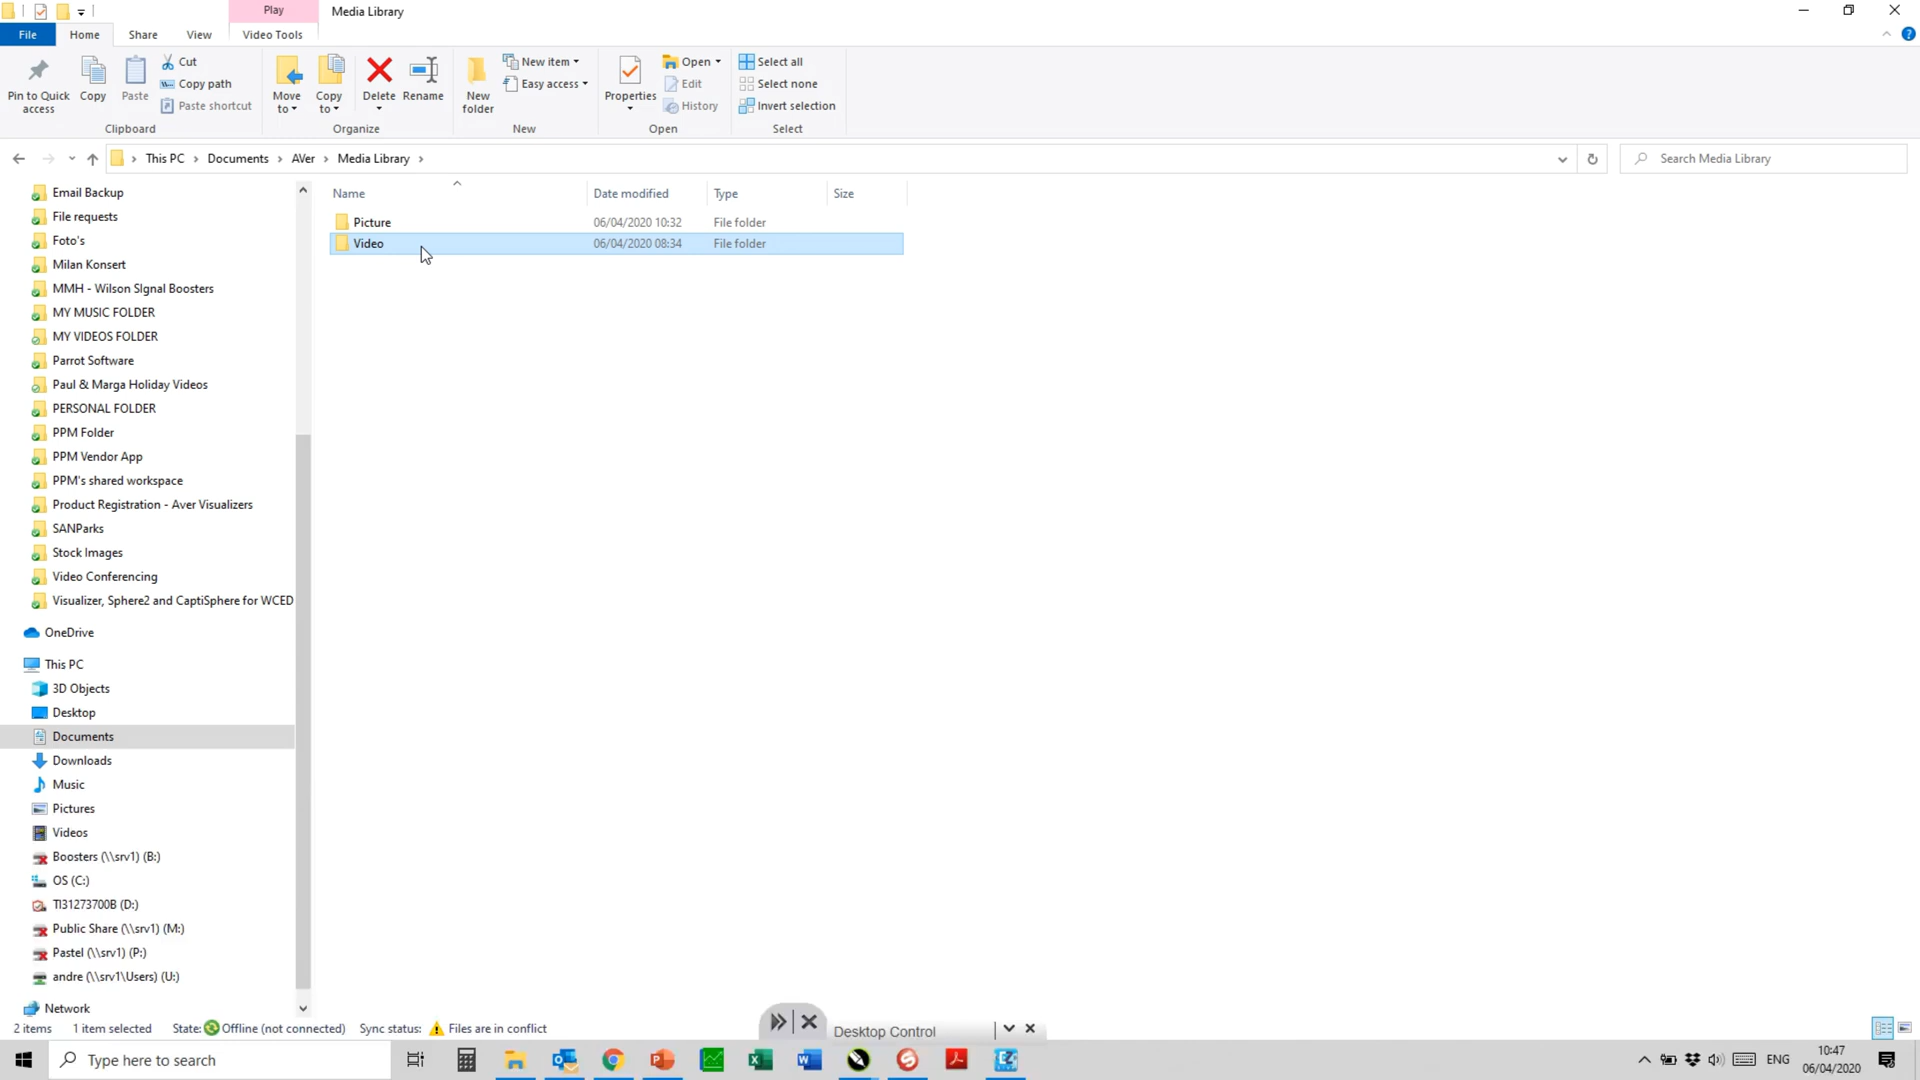 Play
Media Library
File
Home
Share
View
Video Tools
Pin to Quick access
Copy
Paste
Cut
Copy path
Paste shortcut
Clipboard
Move to
Copy to
Delete
Rename
Organize
New folder
New item
Easy access
New
Properties
Open
Edit
History
Open
Select all
Select none
Invert selection
Select
This PC > Documents > AVer > Media Library >
Search Media Library
Name
Date modified
Type
Size
Picture 06/04/2020 10:32 File folder
Video 06/04/2020 08:34 File folder
Email Backup
File requests
Foto's
Milan Konsert
MMH - Wilson SIgnal Boosters
MY MUSIC FOLDER
MY VIDEOS FOLDER
Parrot Software
Paul & Marga Holiday Videos
PERSONAL FOLDER
PPM Folder
PPM Vendor App
PPM's shared workspace
Product Registration - Aver Visualizers
SANParks
Stock Images
Video Conferencing
Visualizer, Sphere2 and CaptiSphere for WCED
OneDrive
This PC
3D Objects
Desktop
Documents
Downloads
Music
Pictures
Videos
Boosters (\\srv1) (B:)
OS (C:)
TI31273700B (D:)
Public Share (\\srv1) (M:)
Pastel (\\srv1) (P:)
andre (\\srv1\Users) (U:)
Network
2 items 1 item selected State: Offline (not connected) Sync status: Files are in conflict
Desktop Control
Type here to search
ENG
10:47
06/04/2020